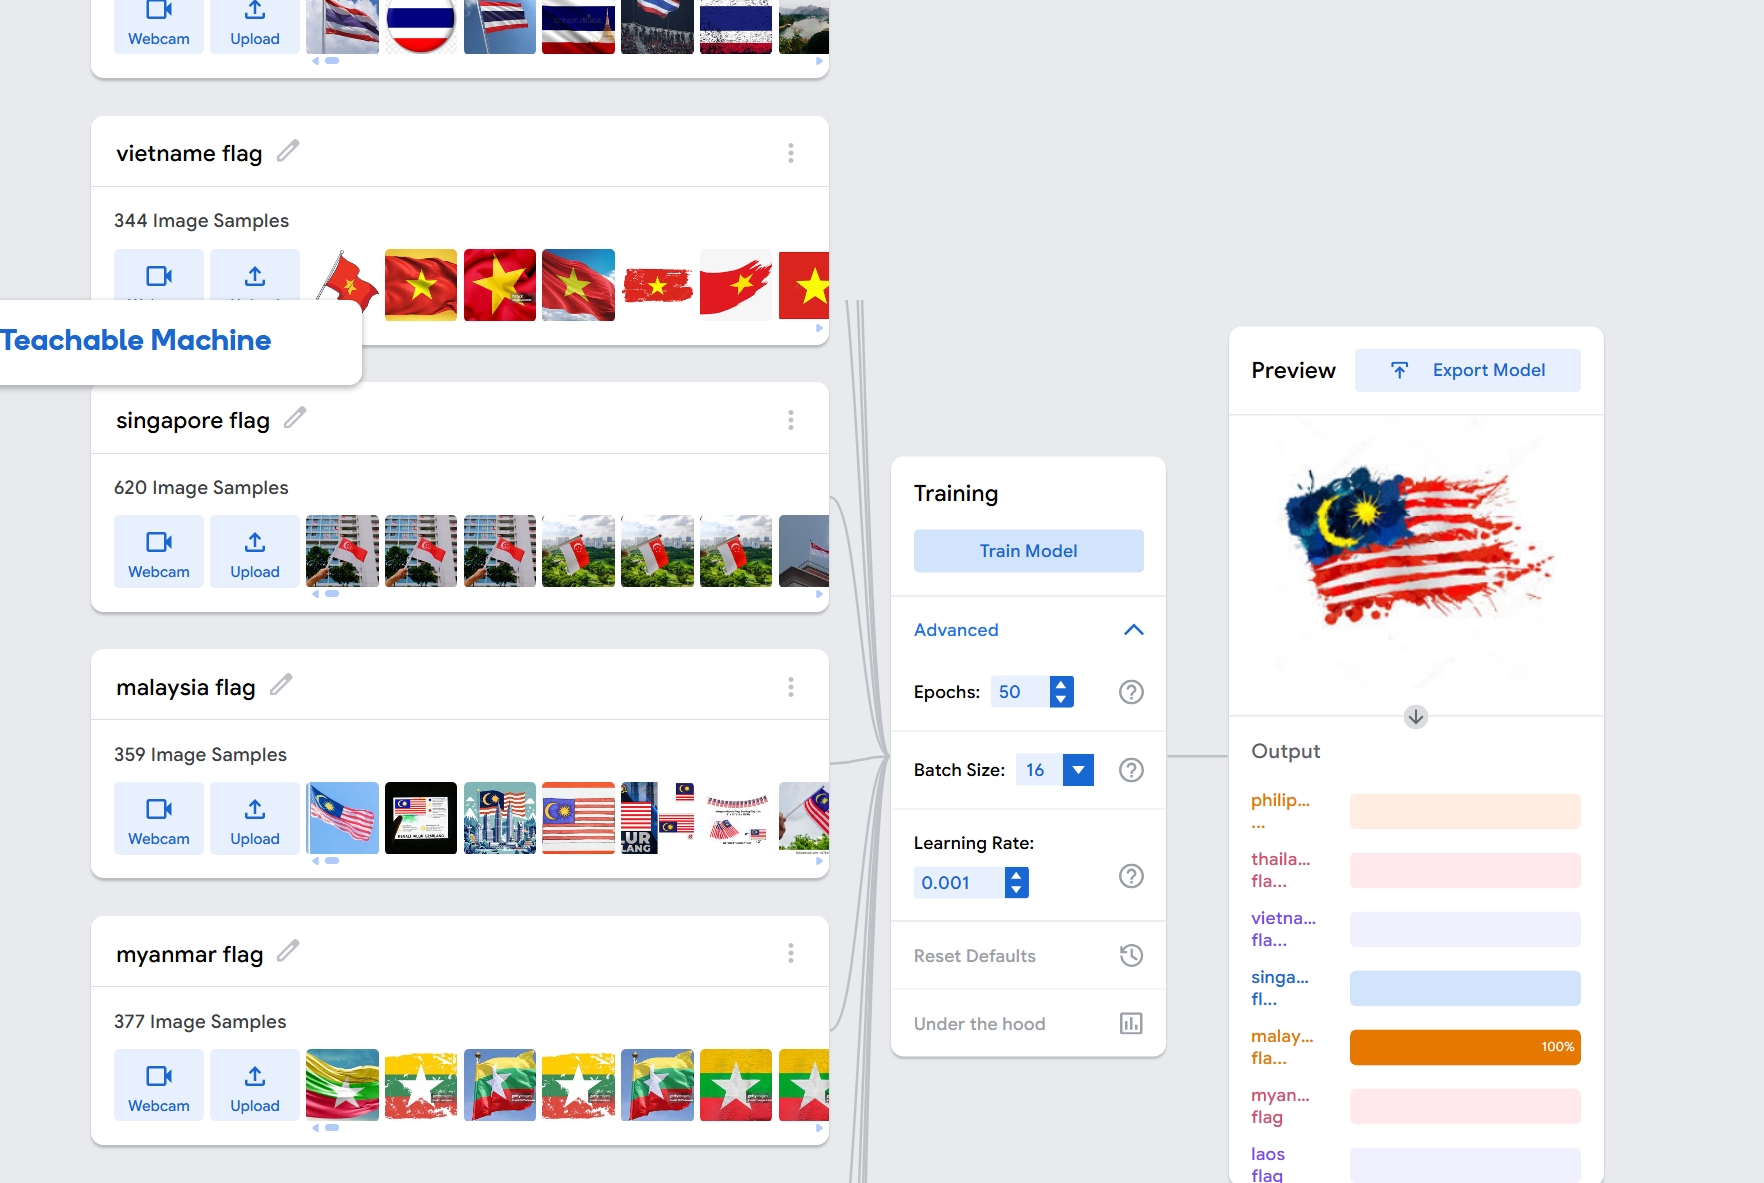 Webcam
Upload
vietname flag
344 Image Samples
Teachable Machine
singapore flag
620 Image Samples
Webcam
Upload
malaysia flag
359 Image Samples
Webcam
Upload
myanmar flag
377 Image Samples
Webcam
Upload
Training
Train Model
Advanced
Epochs: 50
Batch Size: 16
Learning Rate:
0.001
Reset Defaults
Under the hood
Preview
Export Model
Output
philip...
...
thaila...
fla...
vietna...
fla...
singa...
fl...
malay...
fla...
100%
myan...
flag
laos
flag